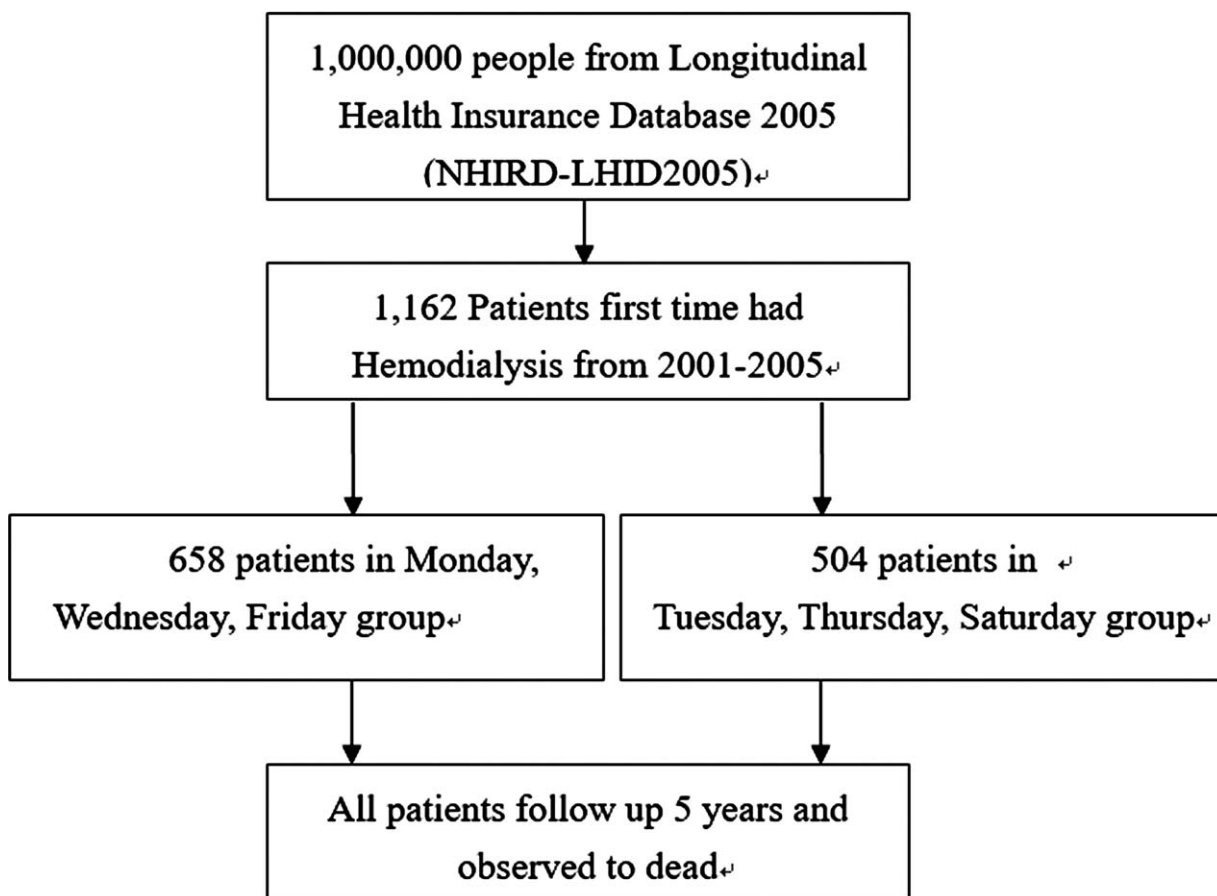 1,000,000 people from Longitudinal
Health Insurance Database 2005
(NHIRD-LHID2005)↵
1,162 Patients first time had
Hemodialysis from 2001-2005↵
658 patients in Monday,
Wednesday, Friday group↵
504 patients in ↵
Tuesday, Thursday, Saturday group↵
All patients follow up 5 years and
observed to dead↵